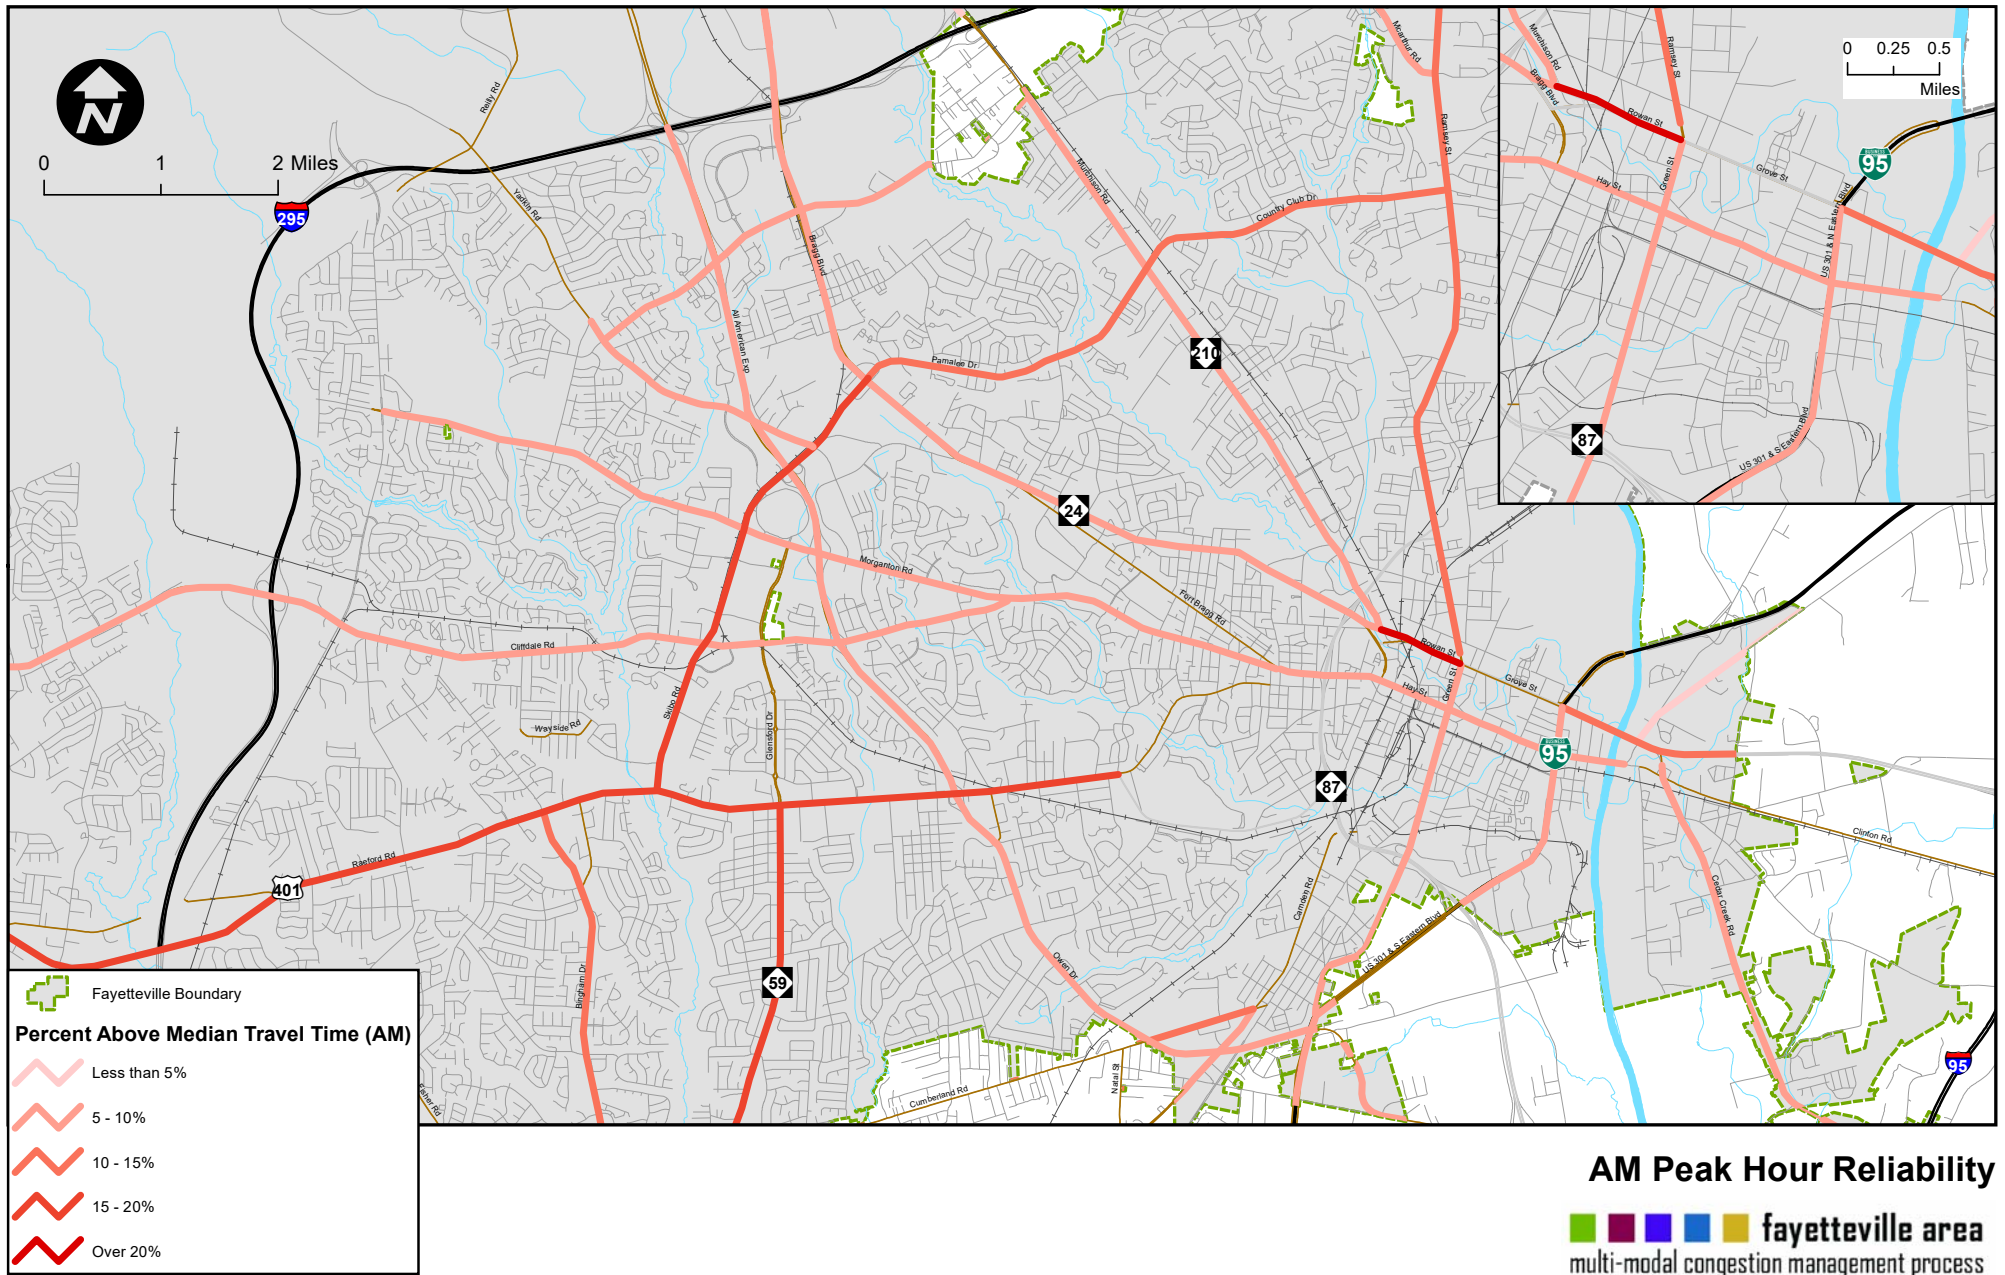 Reilly Rd
Mcarthur Rd
Ramsey St
Murchison Rd
Yadkin Rd
Country Club Dr
Bragg Blvd
All American Exp
Pamalee Dr
0 1 2 Miles
N
295
210
24
Morganton Rd
Fort Bragg Rd
Cliffdale Rd
Rowan St
Hay St
Green St
Grove St
Skibo Rd
Wayside Rd
Glensford Dr
95
BUSINESS
87
Clinton Rd
Raeford Rd
401
Camden Rd
Cedar Creek Rd
US 301 & S Eastern Blvd
Owen Dr
Bingham Dr
59
Cumberland Rd
Natal St
Fisher Rd
95
Murchison Rd
Ramsey St
Bragg Blvd
Rowan St
0 0.25 0.5
Miles
BUSINESS
95
Hay St
Green St
Grove St
US 301 & N Eastern Blvd
87
US 301 & S Eastern Blvd
Fayetteville Boundary
Percent Above Median Travel Time (AM)
Less than 5%
5 - 10%
10 - 15%
15 - 20%
Over 20%
AM Peak Hour Reliability
fayetteville area
multi-modal congestion management process